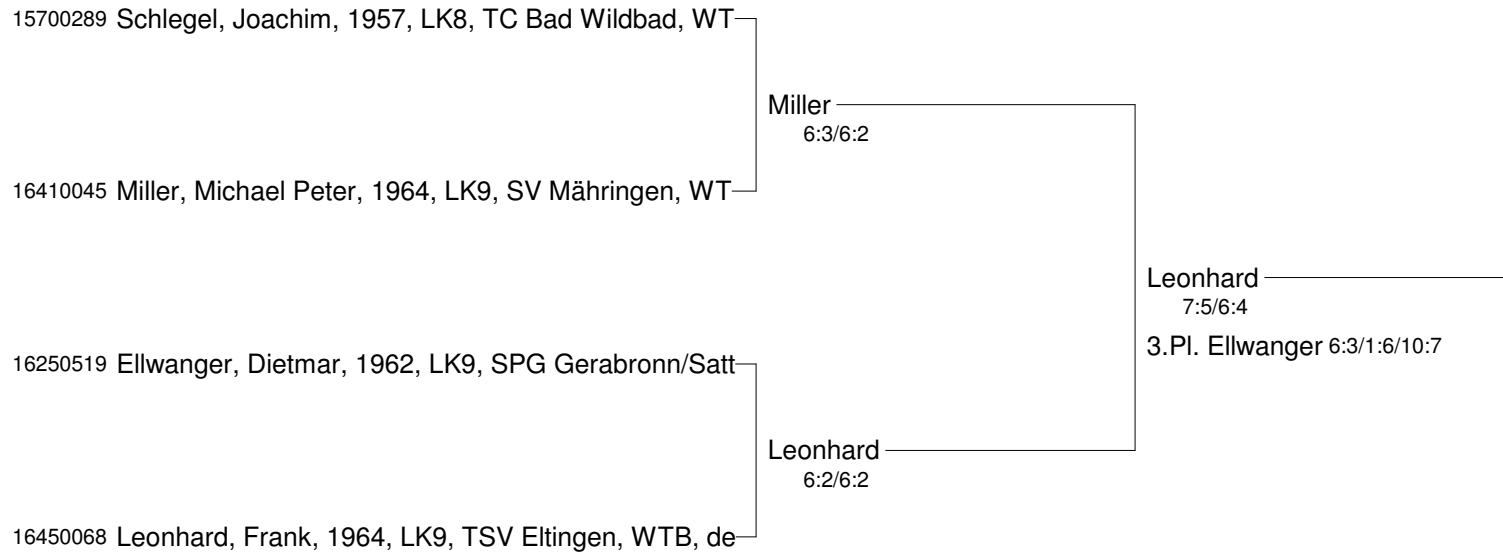 15700289 Schlegel, Joachim, 1957, LK8, TC Bad Wildbad, WT
Miller
6:3/6:2
16410045 Miller, Michael Peter, 1964, LK9, SV Mähringen, WT
Leonhard
7:5/6:4
3.Pl. Ellwanger 6:3/1:6/10:7
16250519 Ellwanger, Dietmar, 1962, LK9, SPG Gerabronn/Satt
Leonhard
6:2/6:2
16450068 Leonhard, Frank, 1964, LK9, TSV Eltingen, WTB, de